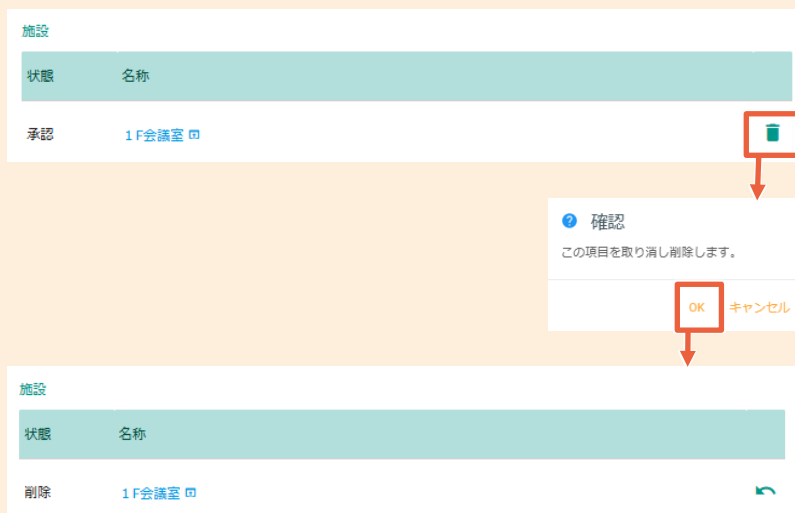 施設
状態 名称
承認 １F会議室
確認
この項目を取り消し削除します。
OK キャンセル
施設
状態 名称
削除 １F会議室